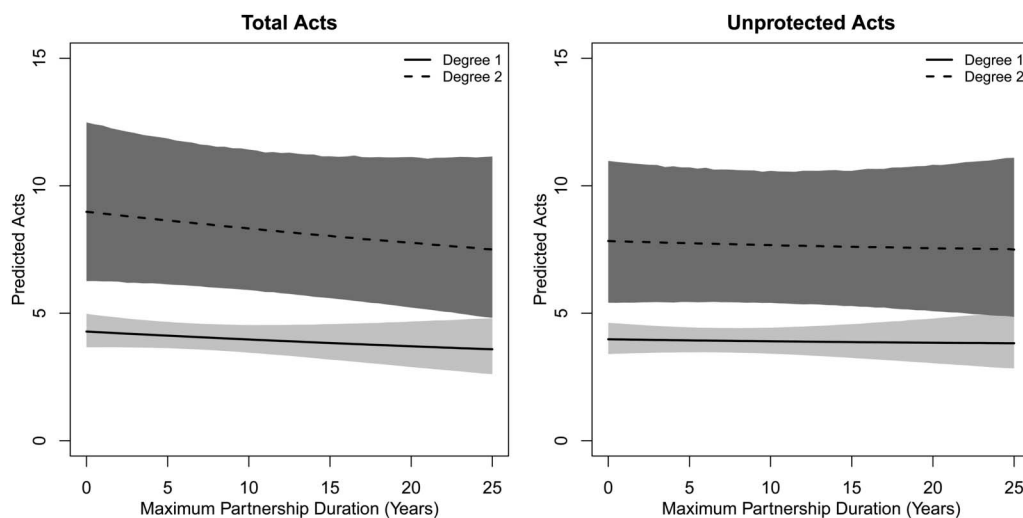 Total Acts
Degree 1
Degree 2
Predicted Acts
15
10
5
0
0 5 10 15 20 25
Maximum Partnership Duration (Years)
Unprotected Acts
Degree 1
Degree 2
Predicted Acts
15
10
5
0
0 5 10 15 20 25
Maximum Partnership Duration (Years)